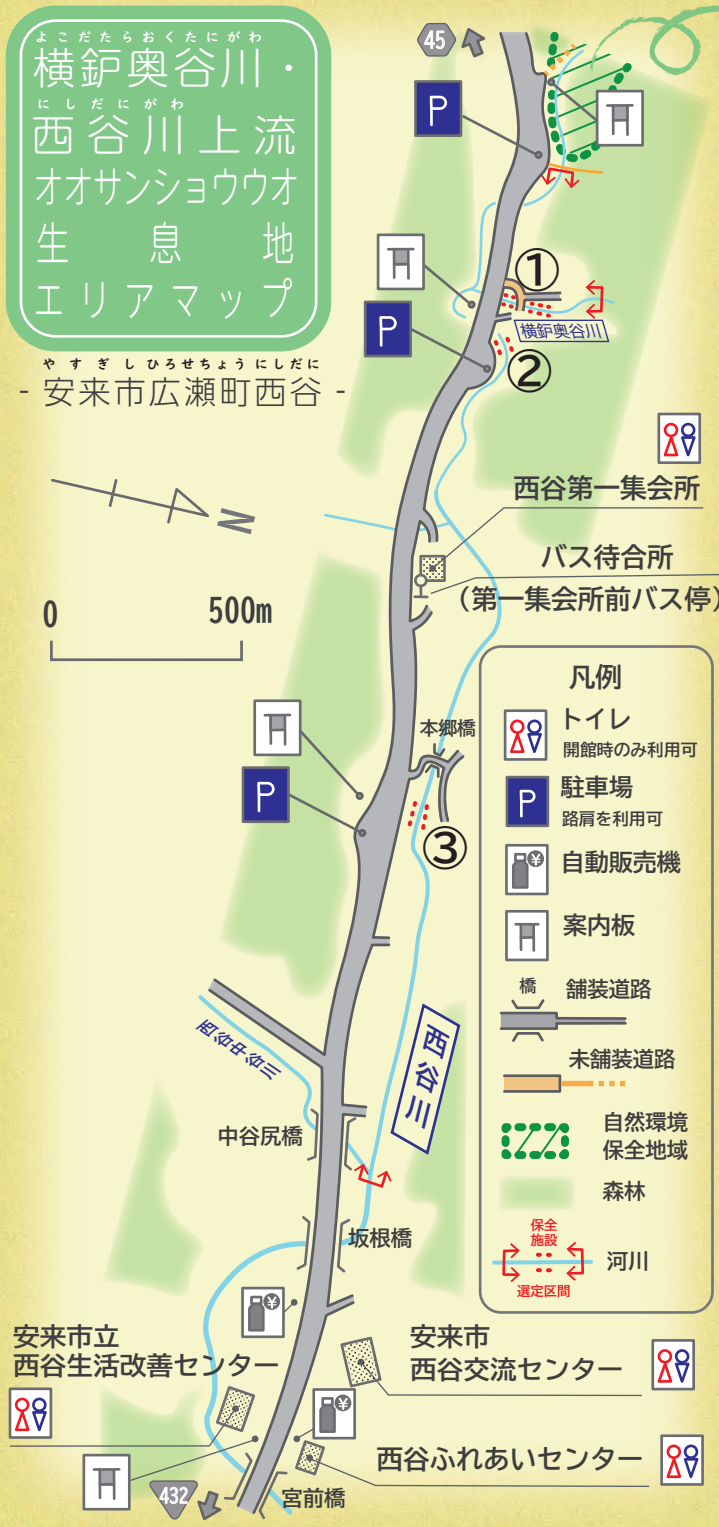 よこだたらおくたにがわ
横鈩奥谷川・
にしだにがわ
西谷川上流
オオサンショウウオ
生息地
エリアマップ
やすぎしひろせちょうにしだに
- 安来市広瀬町西谷 -
45
P
①
横鈩奥谷川
P
②
西谷第一集会所
バス待合所
（第一集会所前バス停）
N
0 500m
本郷橋
P
③
凡例
トイレ
開館時のみ利用可
P
駐車場
路肩を利用可
¥
自動販売機
案内板
橋
舗装道路
未舗装道路
自然環境
保全地域
森林
保全
施設
河川
選定区間
西谷中谷川
西谷川
中谷尻橋
坂根橋
¥
安来市立
西谷生活改善センター
安来市
西谷交流センター
¥
西谷ふれあいセンター
432
宮前橋